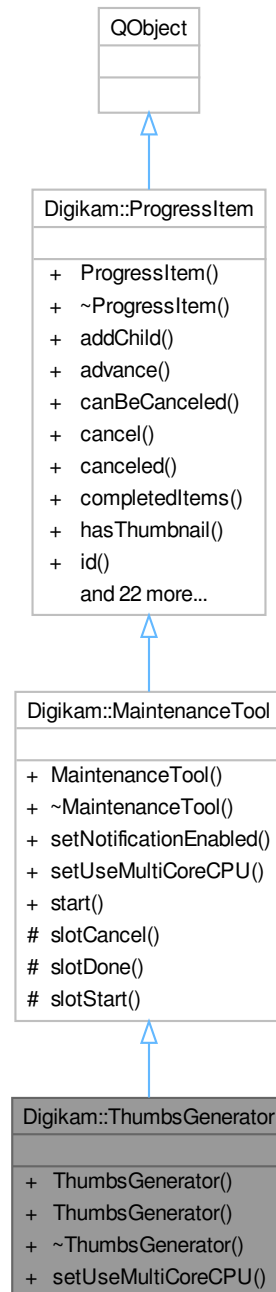 QObject
Digikam::ProgressItem
+ ProgressItem()
+ ~ProgressItem()
+ addChild()
+ advance()
+ canBeCanceled()
+ cancel()
+ canceled()
+ completedItems()
+ hasThumbnail()
+ id()
and 22 more...
Digikam::MaintenanceTool
+ MaintenanceTool()
+ ~MaintenanceTool()
+ setNotificationEnabled()
+ setUseMultiCoreCPU()
+ start()
# slotCancel()
# slotDone()
# slotStart()
Digikam::ThumbsGenerator
+ ThumbsGenerator()
+ ThumbsGenerator()
+ ~ThumbsGenerator()
+ setUseMultiCoreCPU()